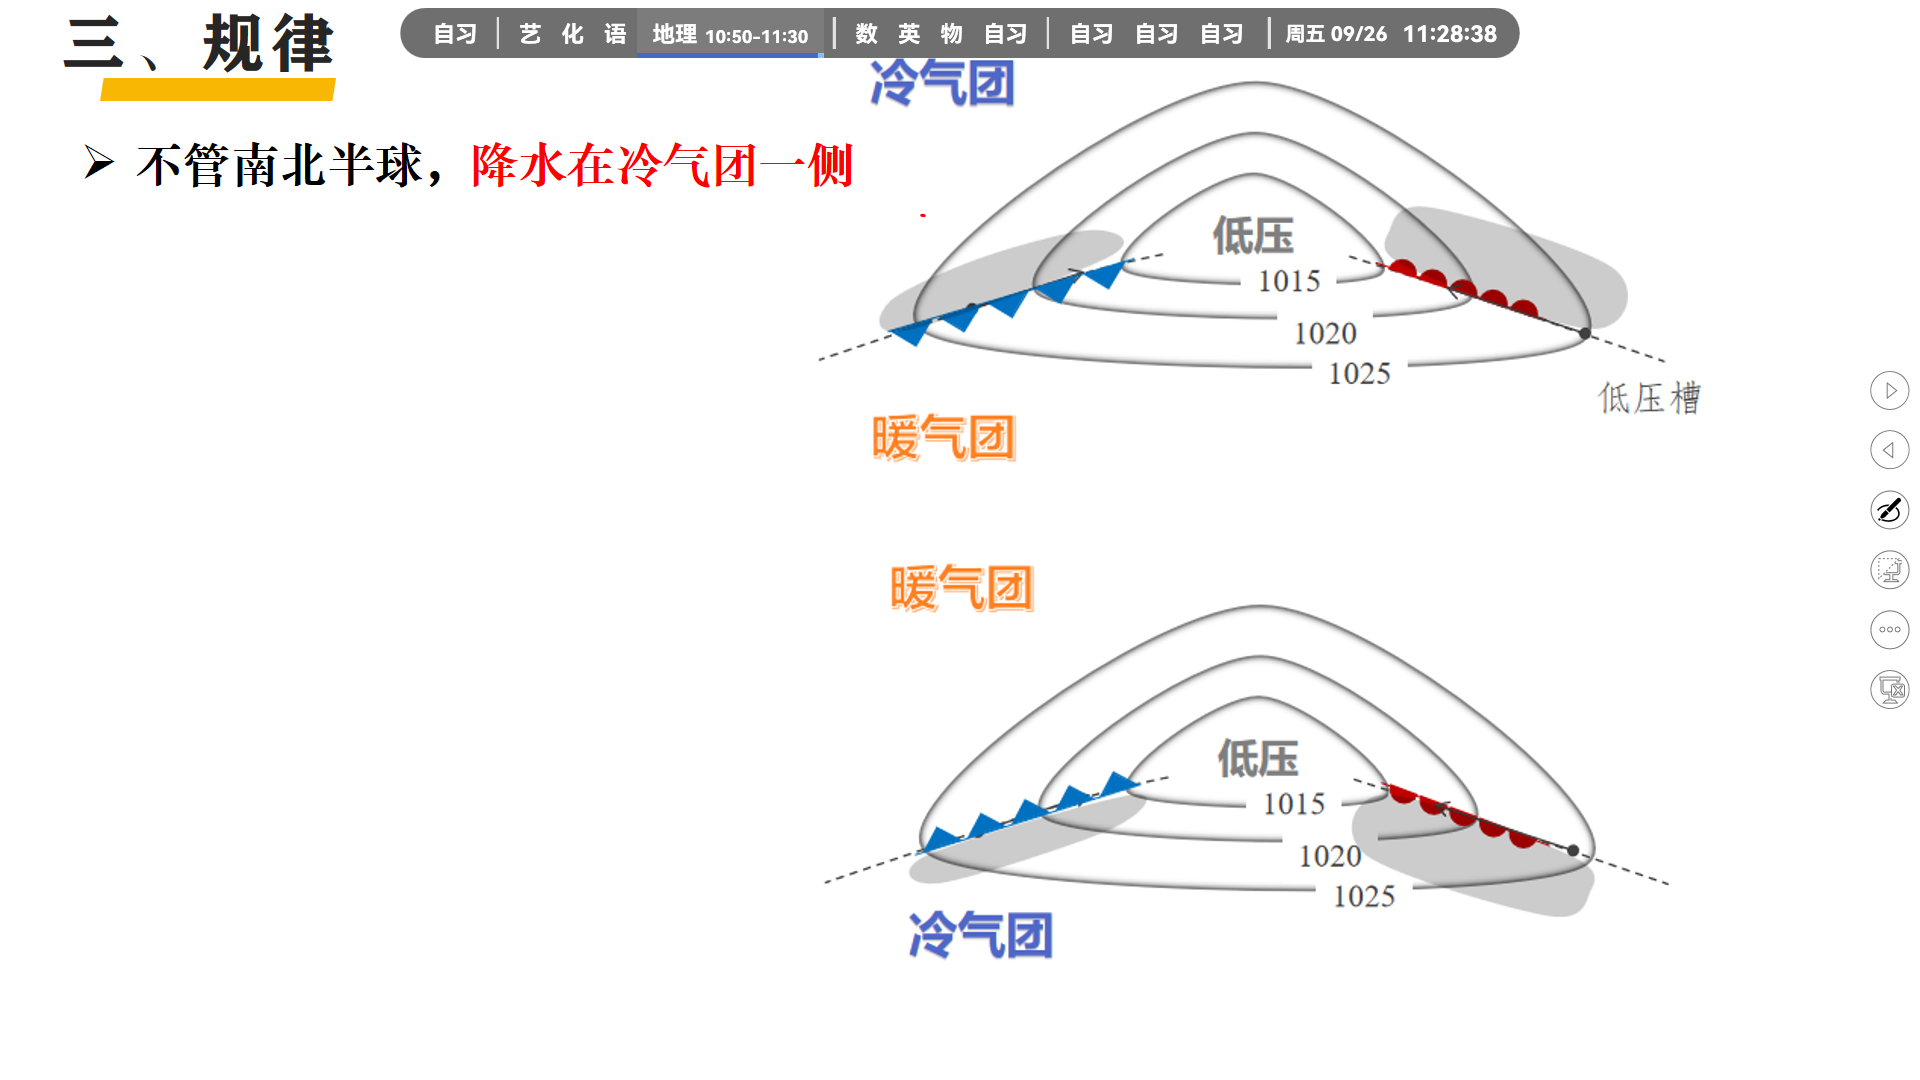 三、规律
自习 艺 化 语 地理 10:50-11:30 数 英 物 自习 自习 自习 自习 周五 09/26 11:28:38
不管南北半球，降水在冷气团一侧
冷气团
低压
1015
1020
1025
低压槽
暖气团
暖气团
低压
1015
1020
1025
冷气团